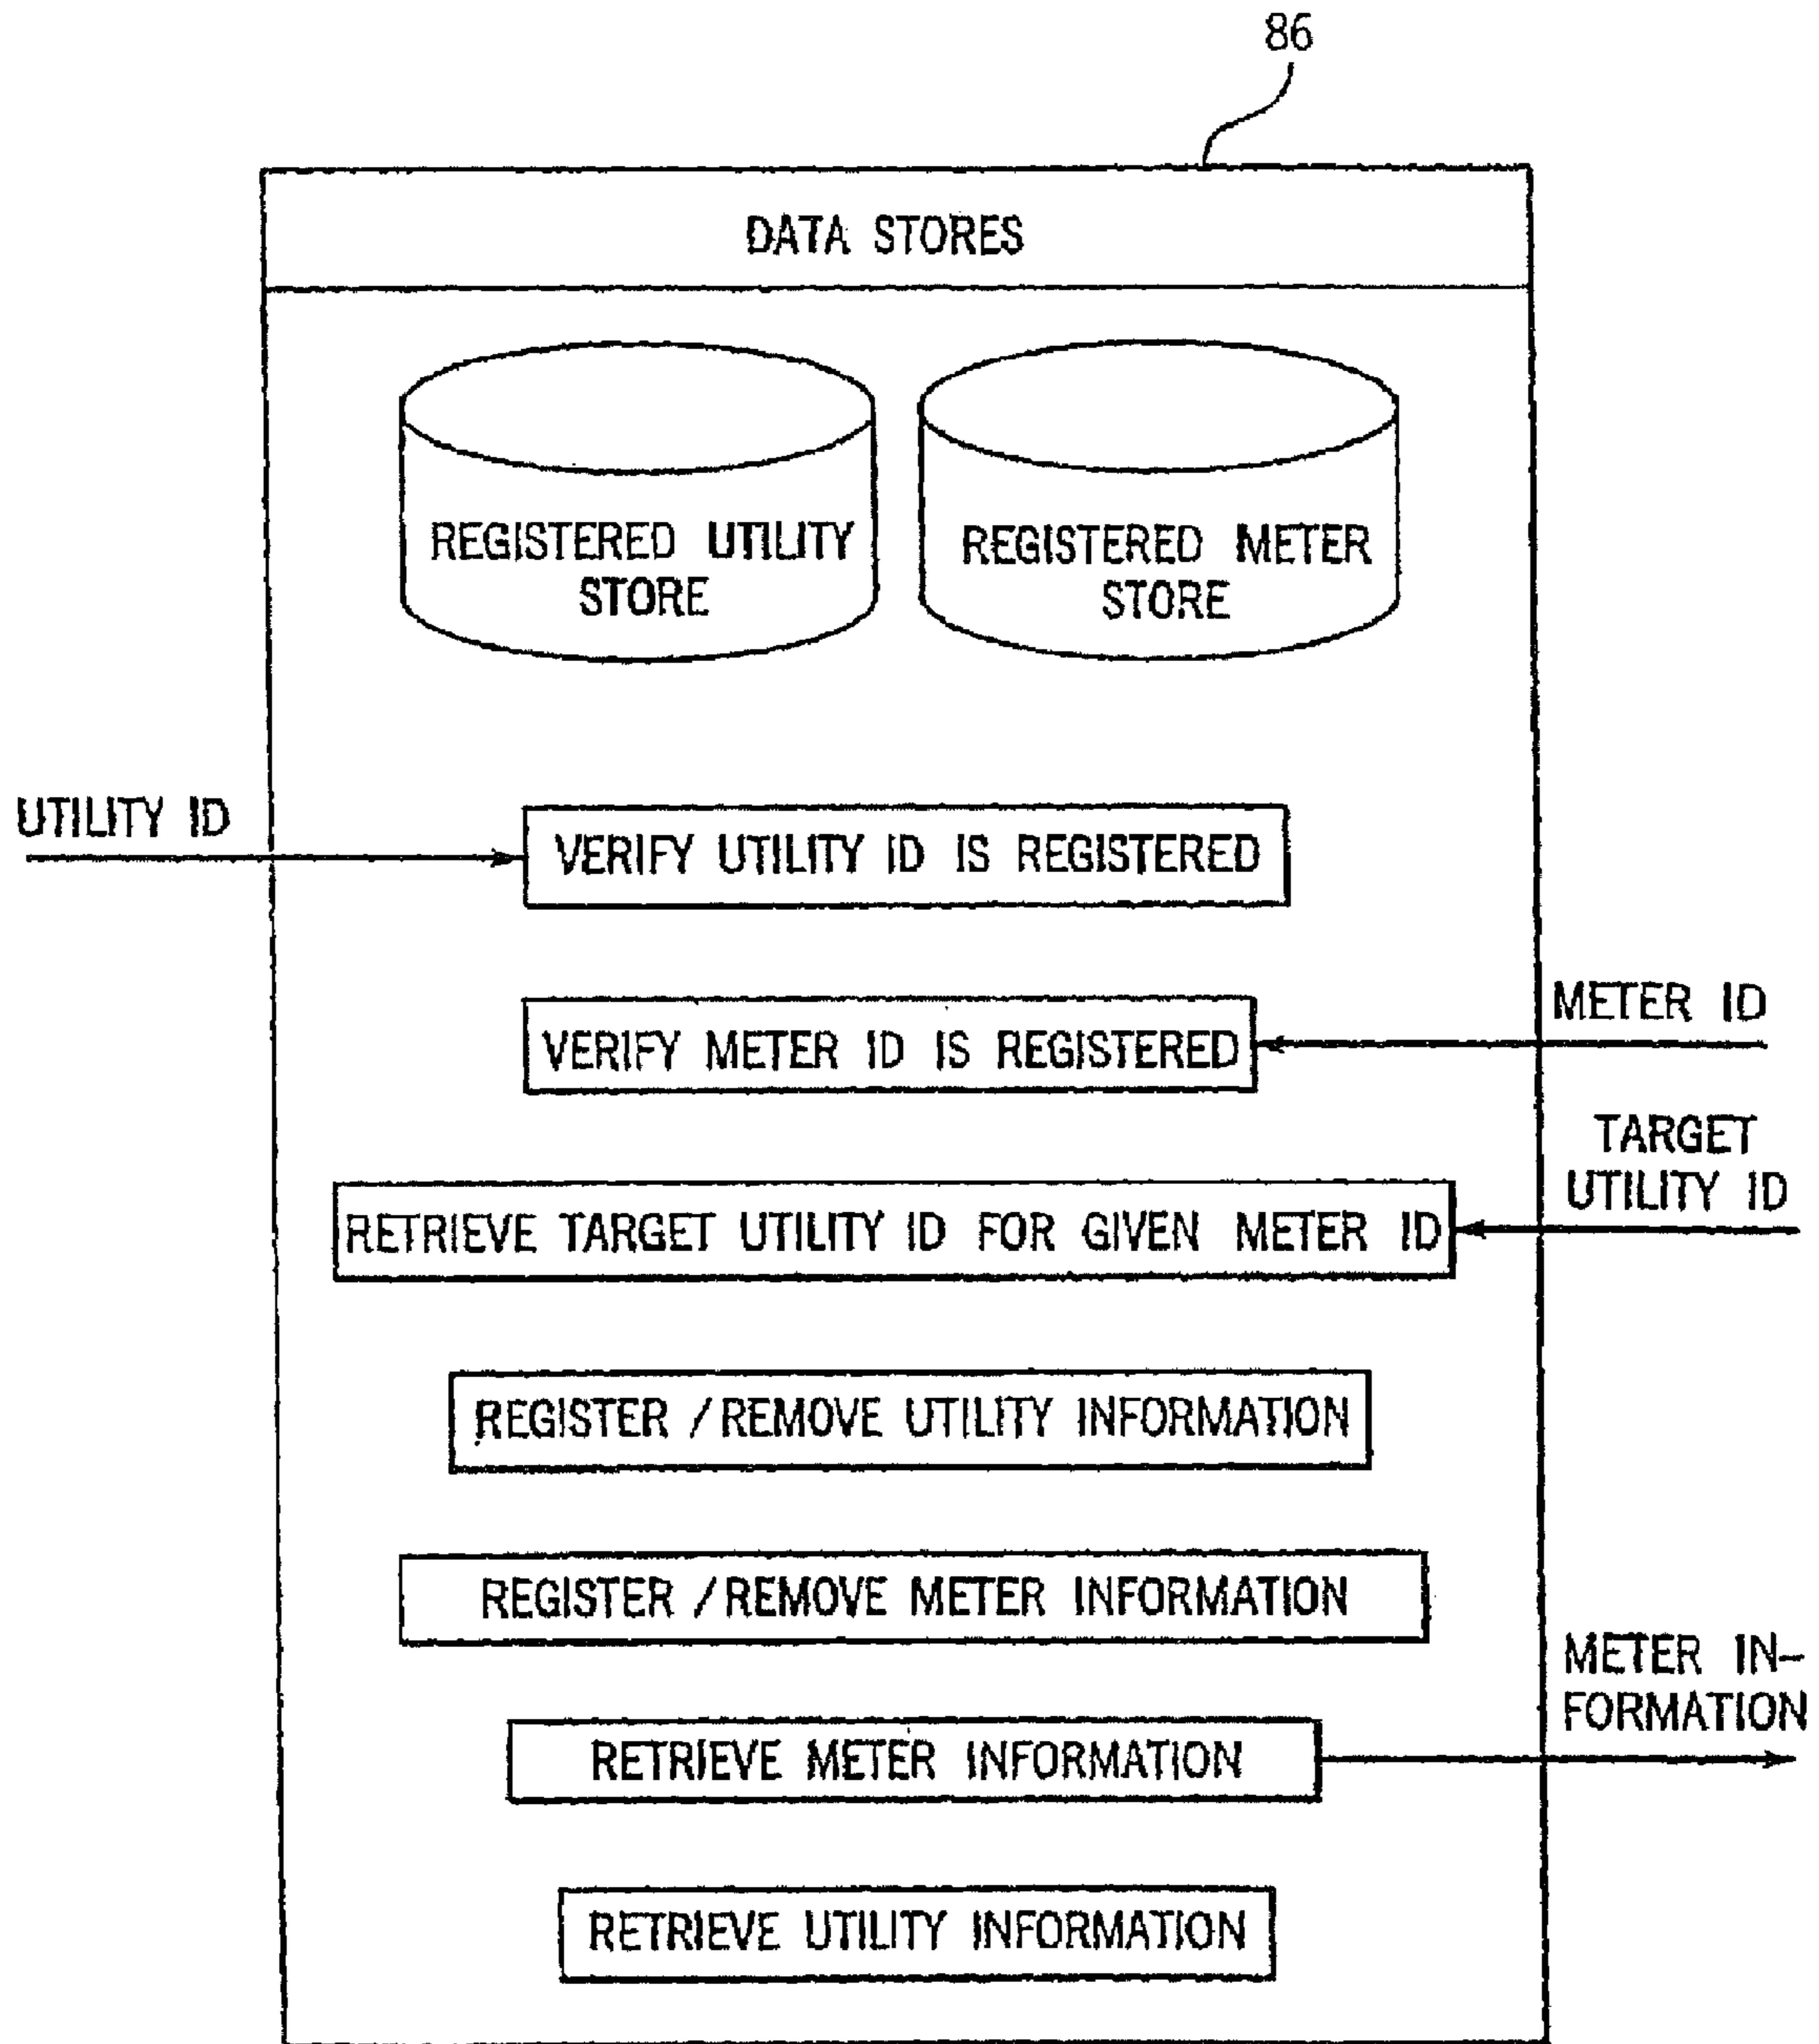 86
DATA STORES
REGISTERED UTILITY
STORE
REGISTERED METER
STORE
UTILITY ID
VERIFY UTILITY ID IS REGISTERED
VERIFY METER ID IS REGISTERED
METER ID
TARGET
UTILITY ID
RETRIEVE TARGET UTILITY ID FOR GIVEN METER ID
REGISTER / REMOVE UTILITY INFORMATION
REGISTER / REMOVE METER INFORMATION
METER IN-
FORMATION
RETRIEVE METER INFORMATION
RETRIEVE UTILITY INFORMATION